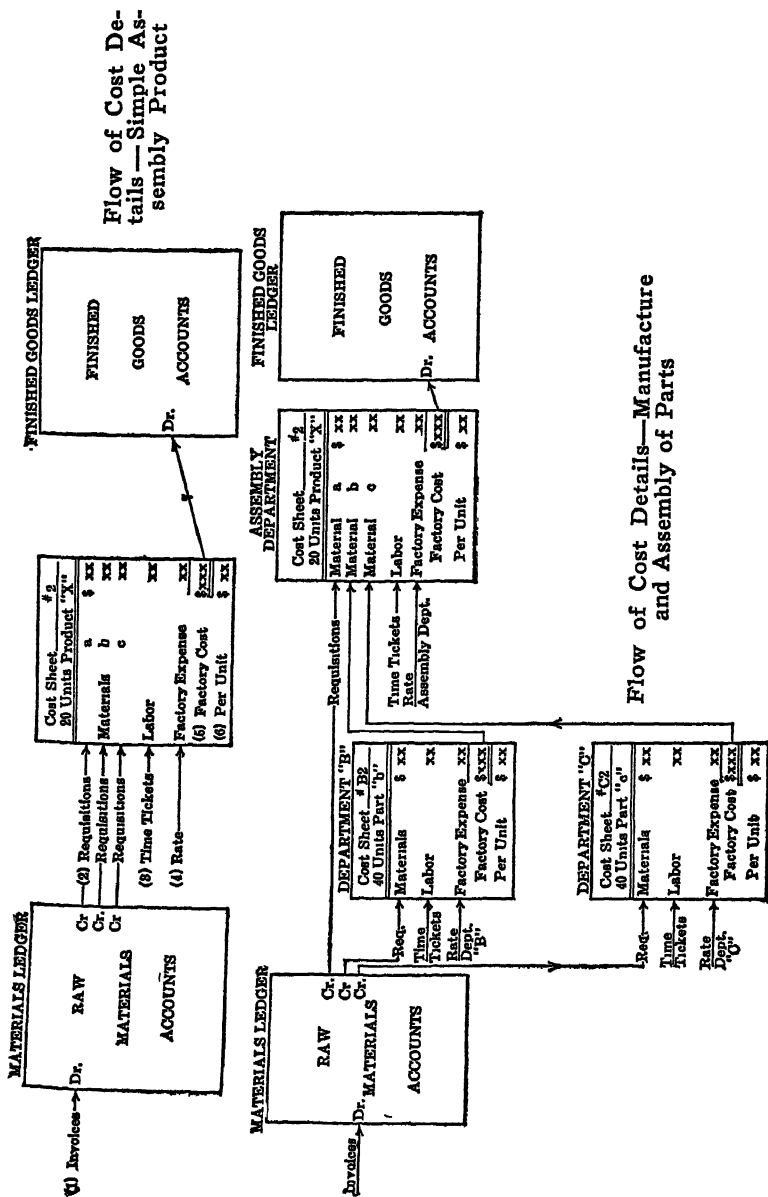 Flow of Cost De-
tails — Simple As-
sembly Product
MATERIALS LEDGER
(1) Invoices
Dr.
RAW
MATERIALS
ACCOUNTS
Cr
Cr.
Cr
(2) Requisitions
Requisitions
Requisitions
(3) Time Tickets
(4) Rate
Cost Sheet #2
20 Units Product "X"
a $ xx
Materials b xx
c xx
Labor xx
Factory Expense xx
(5) Factory Cost $xxx
(6) Per Unit $ xx
FINISHED GOODS LEDGER
Dr.
FINISHED
GOODS
ACCOUNTS
MATERIALS LEDGER
Invoices
Dr.
RAW
MATERIALS
ACCOUNTS
Cr.
Cr
Cr.
Requisitions
Req.
Time
Tickets
Rate
Dept.
"B"
DEPARTMENT "B"
Cost Sheet #B2
40 Units Part "b"
Materials $ xx
Labor xx
Factory Expense xx
Factory Cost $xxx
Per Unit $ xx
Req.
Time
Tickets
Rate
Dept.
"C"
DEPARTMENT "C"
Cost Sheet #C2
40 Units Part "c"
Materials $ xx
Labor xx
Factory Expense xx
Factory Cost $xxx
Per Unit $ xx
Time Tickets
Rate
Assembly Dept.
ASSEMBLY
DEPARTMENT
Cost Sheet #2
20 Units Product "X"
Material a $ xx
Material b xx
Material c xx
Labor xx
Factory Expense xx
Factory Cost $xxx
Per Unit $ xx
FINISHED GOODS
LEDGER
Dr.
FINISHED
GOODS
ACCOUNTS
Flow of Cost Details—Manufacture
and Assembly of Parts